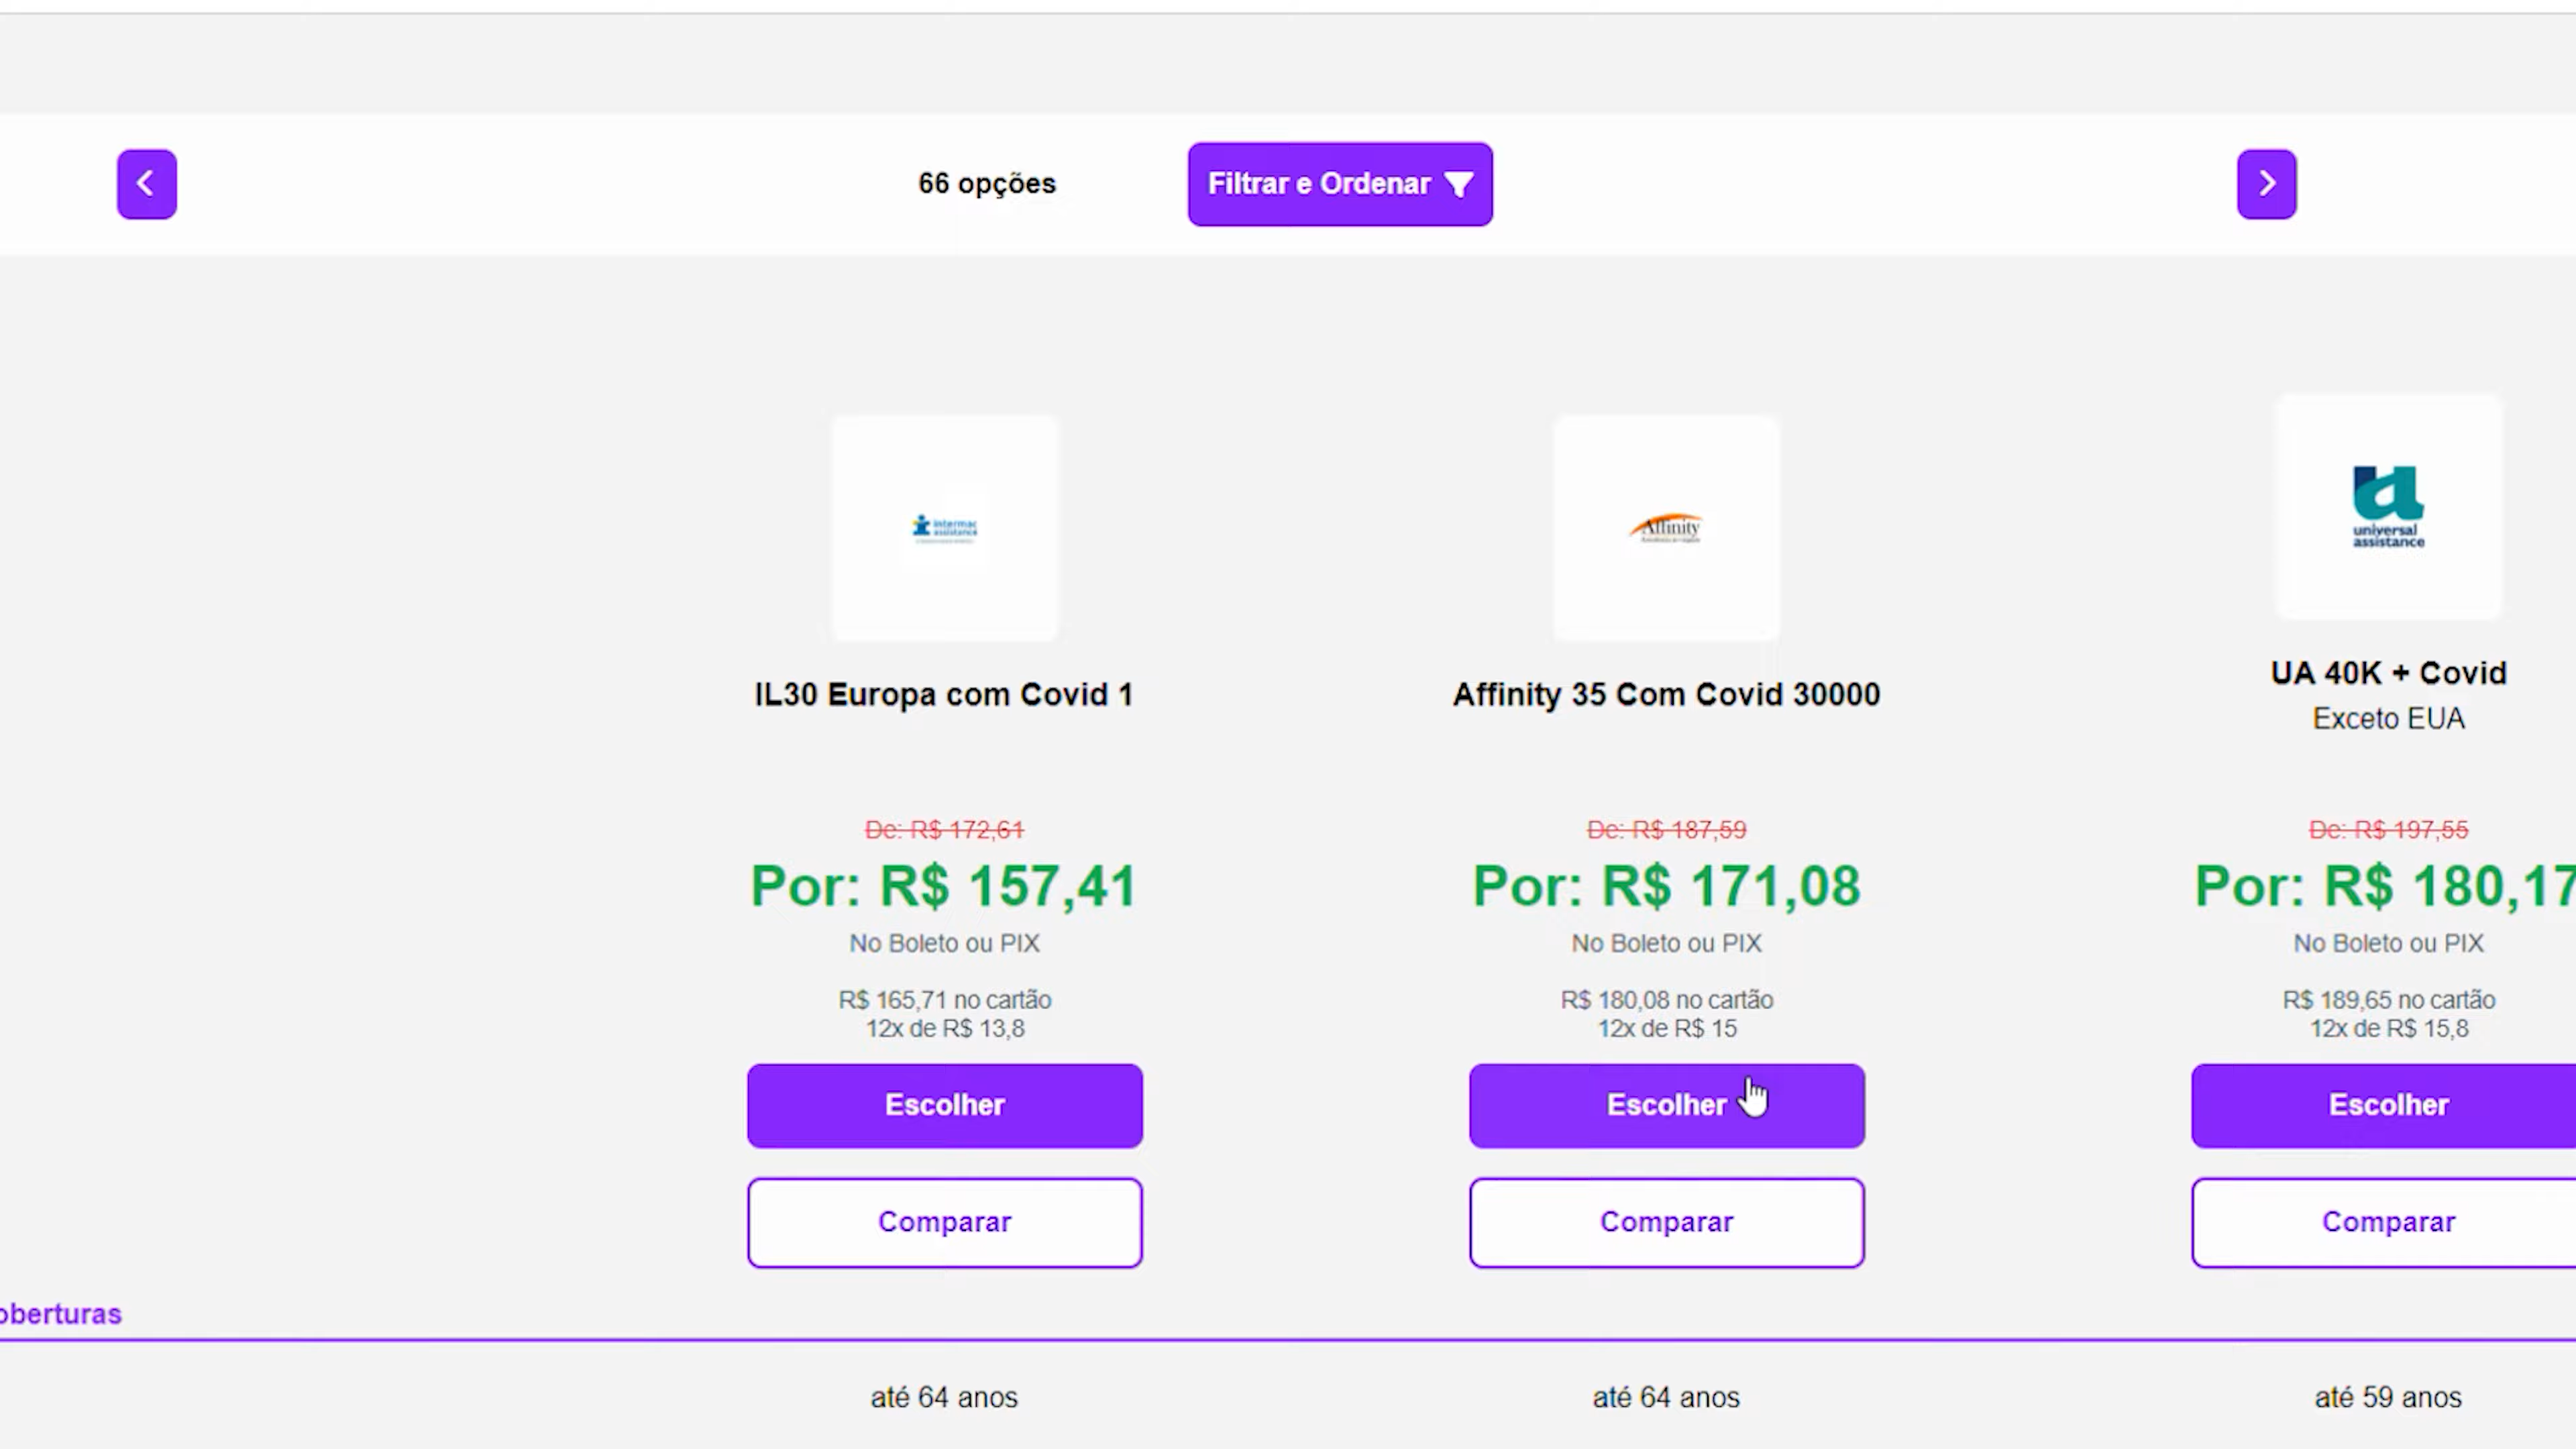 66 opções
Filtrar e Ordenar
intermac
assistance
IL30 Europa com Covid 1
De: R$ 172,61
Por: R$ 157,41
No Boleto ou PIX
R$ 165,71 no cartão
12x de R$ 13,8
Escolher
Comparar
Affinity
Affinity 35 Com Covid 30000
De: R$ 187,59
Por: R$ 171,08
No Boleto ou PIX
R$ 180,08 no cartão
12x de R$ 15
Escolher
Comparar
ua
universal
assistance
UA 40K + Covid
Exceto EUA
De: R$ 197,55
Por: R$ 180,17
No Boleto ou PIX
R$ 189,65 no cartão
12x de R$ 15,8
Escolher
Comparar
oberturas
até 64 anos
até 64 anos
até 59 anos